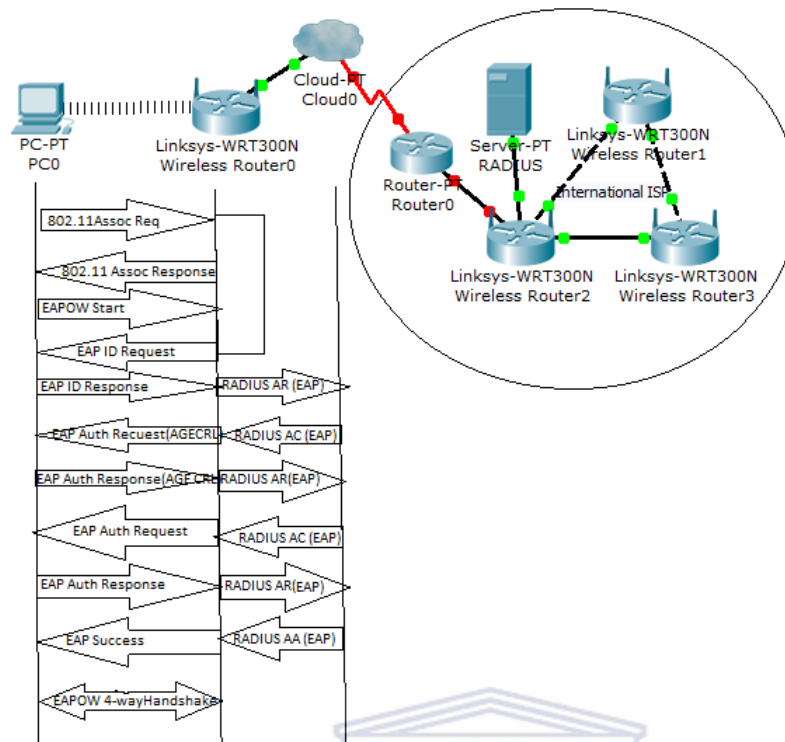 Cloud-PT
Cloud0
PC-PT
PC0
Linksys-WRT300N
Wireless Router0
Router-PT
Router0
Server-PT
RADIUS
Linksys-WRT300N
Wireless Router1
International ISP
Linksys-WRT300N
Wireless Router2
Linksys-WRT300N
Wireless Router3
802.11Assoc Req
802.11 Assoc Response
EAPOW Start
EAP ID Request
EAP ID Response
RADIUS AR (EAP)
EAP Auth Recuest(AGECRL
RADIUS AC (EAP)
EAP Auth Response(AGE.CRL
RADIUS AR(EAP)
EAP Auth Request
RADIUS AC (EAP)
EAP Auth Response
RADIUS AR(EAP)
EAP Success
RADIUS AA (EAP)
EAPOW 4-wayHandshake